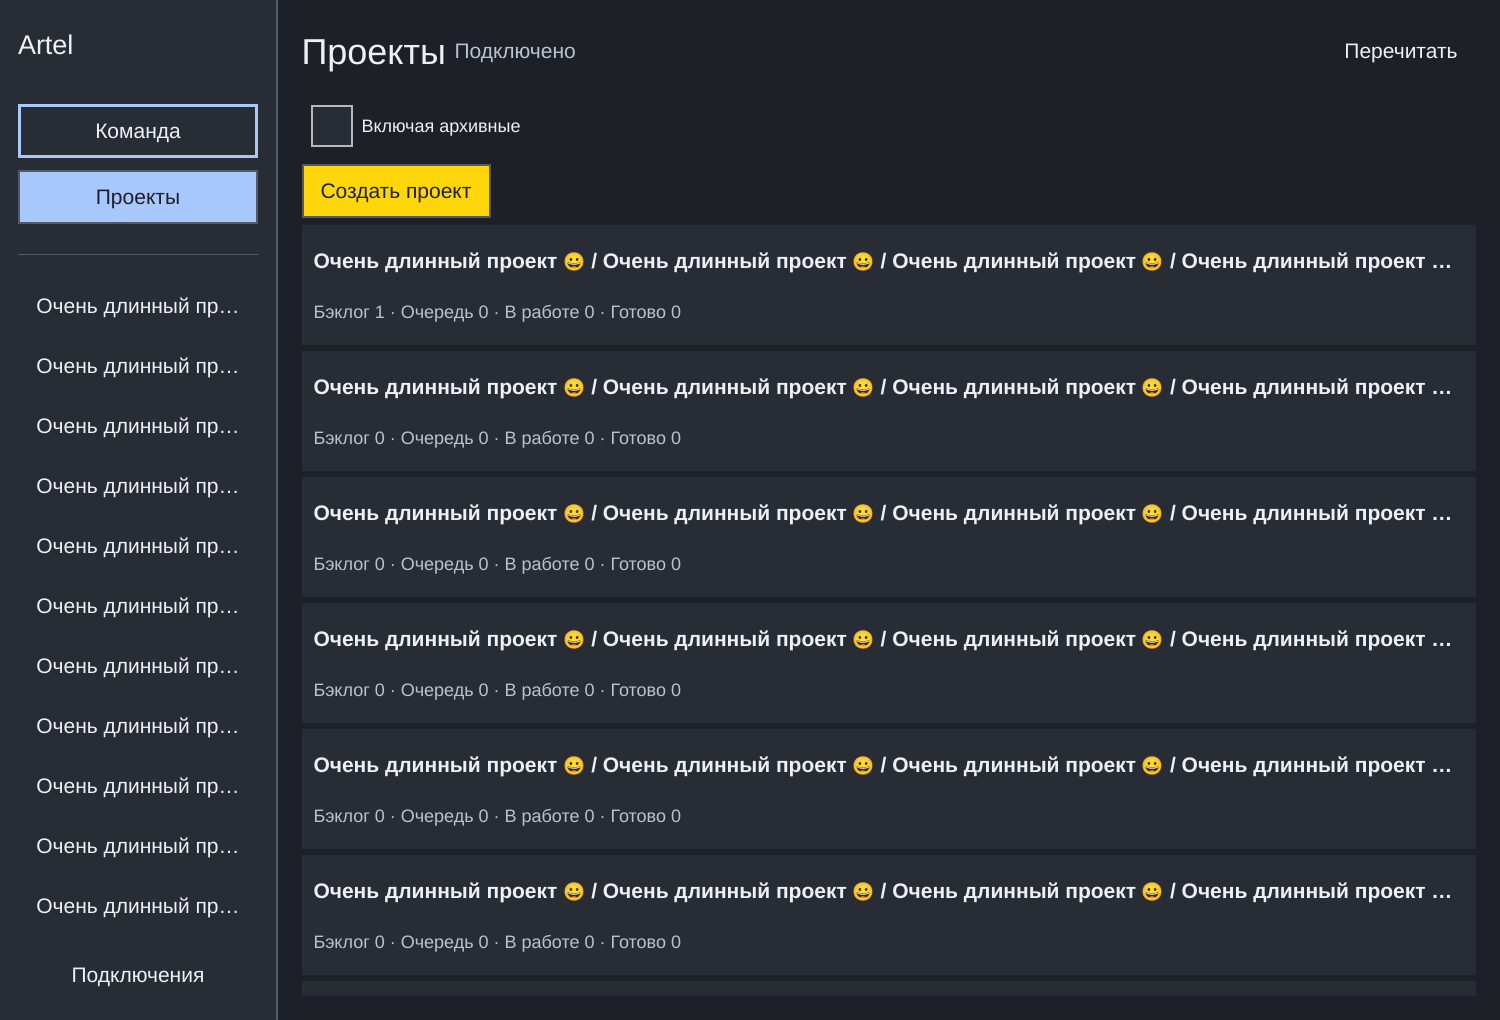 Artel
Команда
Проекты
Очень длинный пр…
Очень длинный пр…
Очень длинный пр…
Очень длинный пр…
Очень длинный пр…
Очень длинный пр…
Очень длинный пр…
Очень длинный пр…
Очень длинный пр…
Очень длинный пр…
Очень длинный пр…
Подключения
Проекты Подключено
Перечитать
Включая архивные
Создать проект
Очень длинный проект 😀 / Очень длинный проект 😀 / Очень длинный проект 😀 / Очень длинный проект …
Бэклог 1 · Очередь 0 · В работе 0 · Готово 0
Очень длинный проект 😀 / Очень длинный проект 😀 / Очень длинный проект 😀 / Очень длинный проект …
Бэклог 0 · Очередь 0 · В работе 0 · Готово 0
Очень длинный проект 😀 / Очень длинный проект 😀 / Очень длинный проект 😀 / Очень длинный проект …
Бэклог 0 · Очередь 0 · В работе 0 · Готово 0
Очень длинный проект 😀 / Очень длинный проект 😀 / Очень длинный проект 😀 / Очень длинный проект …
Бэклог 0 · Очередь 0 · В работе 0 · Готово 0
Очень длинный проект 😀 / Очень длинный проект 😀 / Очень длинный проект 😀 / Очень длинный проект …
Бэклог 0 · Очередь 0 · В работе 0 · Готово 0
Очень длинный проект 😀 / Очень длинный проект 😀 / Очень длинный проект 😀 / Очень длинный проект …
Бэклог 0 · Очередь 0 · В работе 0 · Готово 0